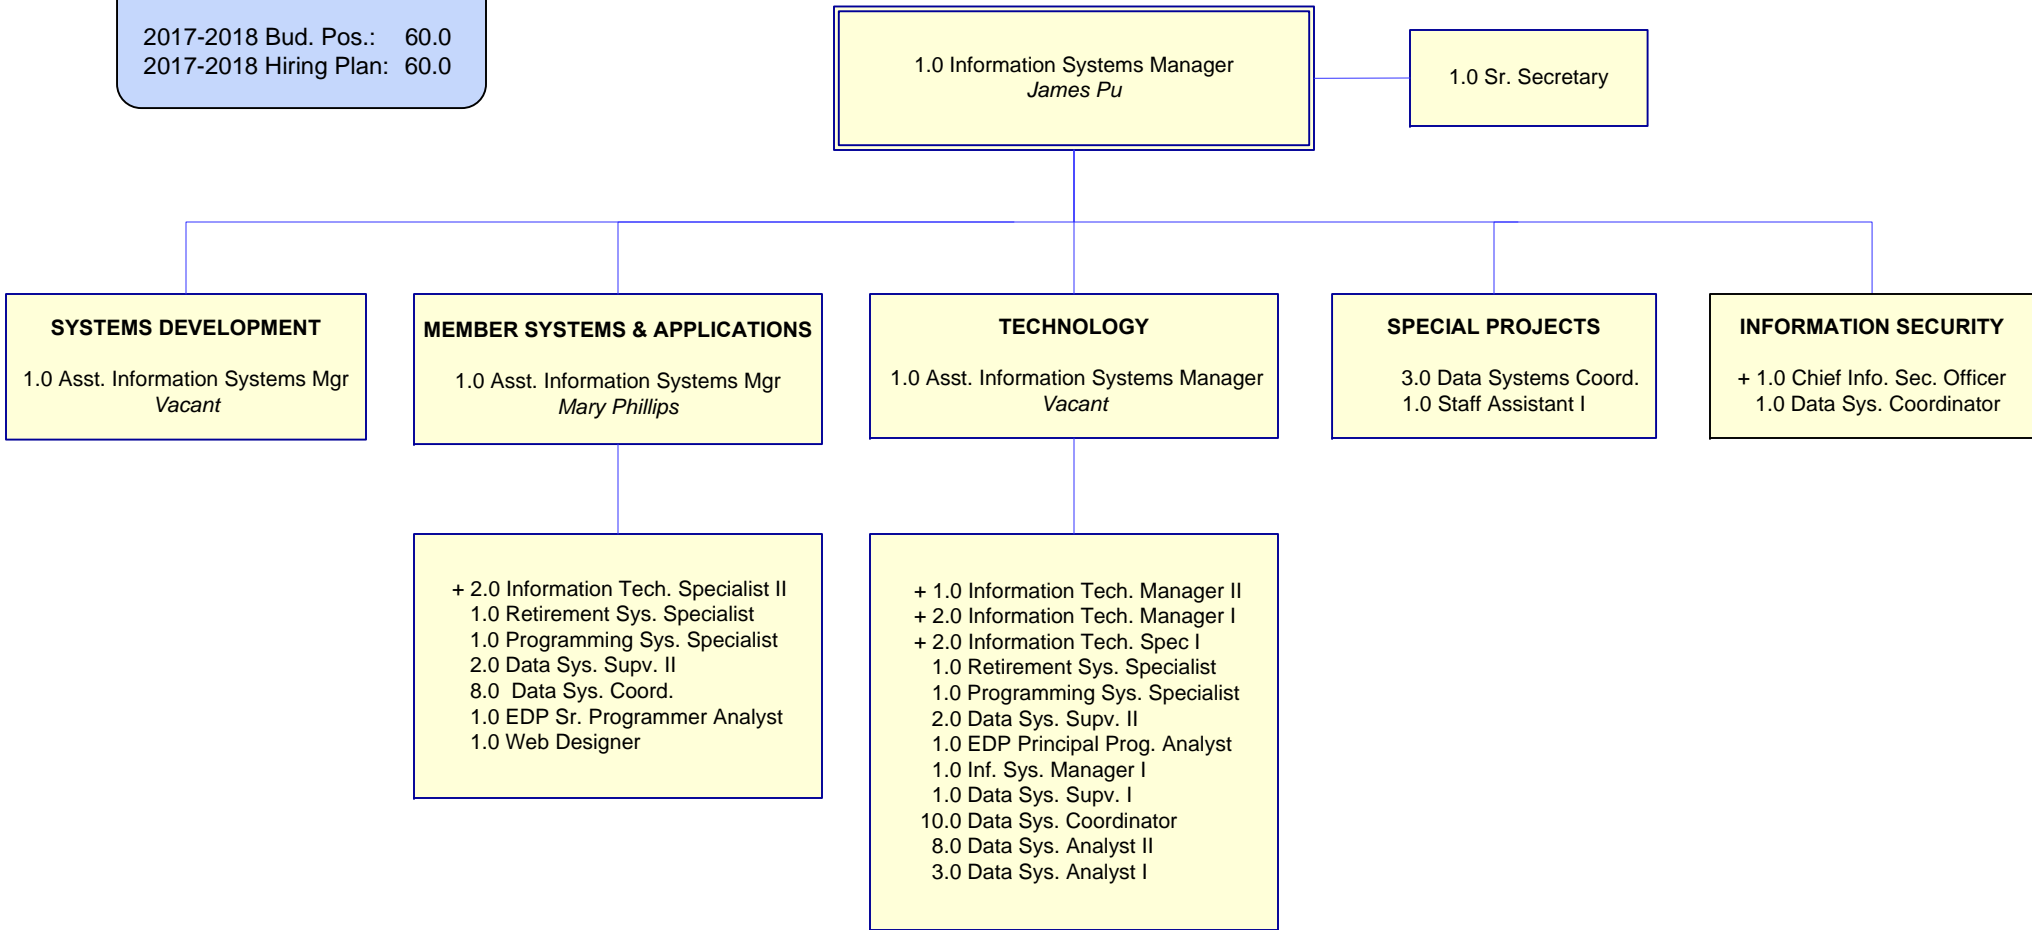 2017-2018 Bud. Pos.: 60.0
2017-2018 Hiring Plan: 60.0
1.0 Information Systems Manager
James Pu
1.0 Sr. Secretary
SYSTEMS DEVELOPMENT
1.0 Asst. Information Systems Mgr
Vacant
MEMBER SYSTEMS & APPLICATIONS
1.0 Asst. Information Systems Mgr
Mary Phillips
TECHNOLOGY
1.0 Asst. Information Systems Manager
Vacant
SPECIAL PROJECTS
3.0 Data Systems Coord.
1.0 Staff Assistant I
INFORMATION SECURITY
+ 1.0 Chief Info. Sec. Officer
1.0 Data Sys. Coordinator
+ 2.0 Information Tech. Specialist II
1.0 Retirement Sys. Specialist
1.0 Programming Sys. Specialist
2.0 Data Sys. Supv. II
8.0 Data Sys. Coord.
1.0 EDP Sr. Programmer Analyst
1.0 Web Designer
+ 1.0 Information Tech. Manager II
+ 2.0 Information Tech. Manager I
+ 2.0 Information Tech. Spec I
1.0 Retirement Sys. Specialist
1.0 Programming Sys. Specialist
2.0 Data Sys. Supv. II
1.0 EDP Principal Prog. Analyst
1.0 Inf. Sys. Manager I
1.0 Data Sys. Supv. I
10.0 Data Sys. Coordinator
8.0 Data Sys. Analyst II
3.0 Data Sys. Analyst I